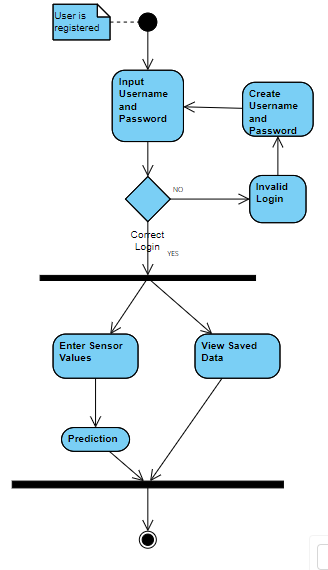 User is
registered
Input
Username
and
Password
Create
Username
and
Password
NO
Invalid
Login
Correct
Login
YES
Enter Sensor
Values
View Saved
Data
Prediction